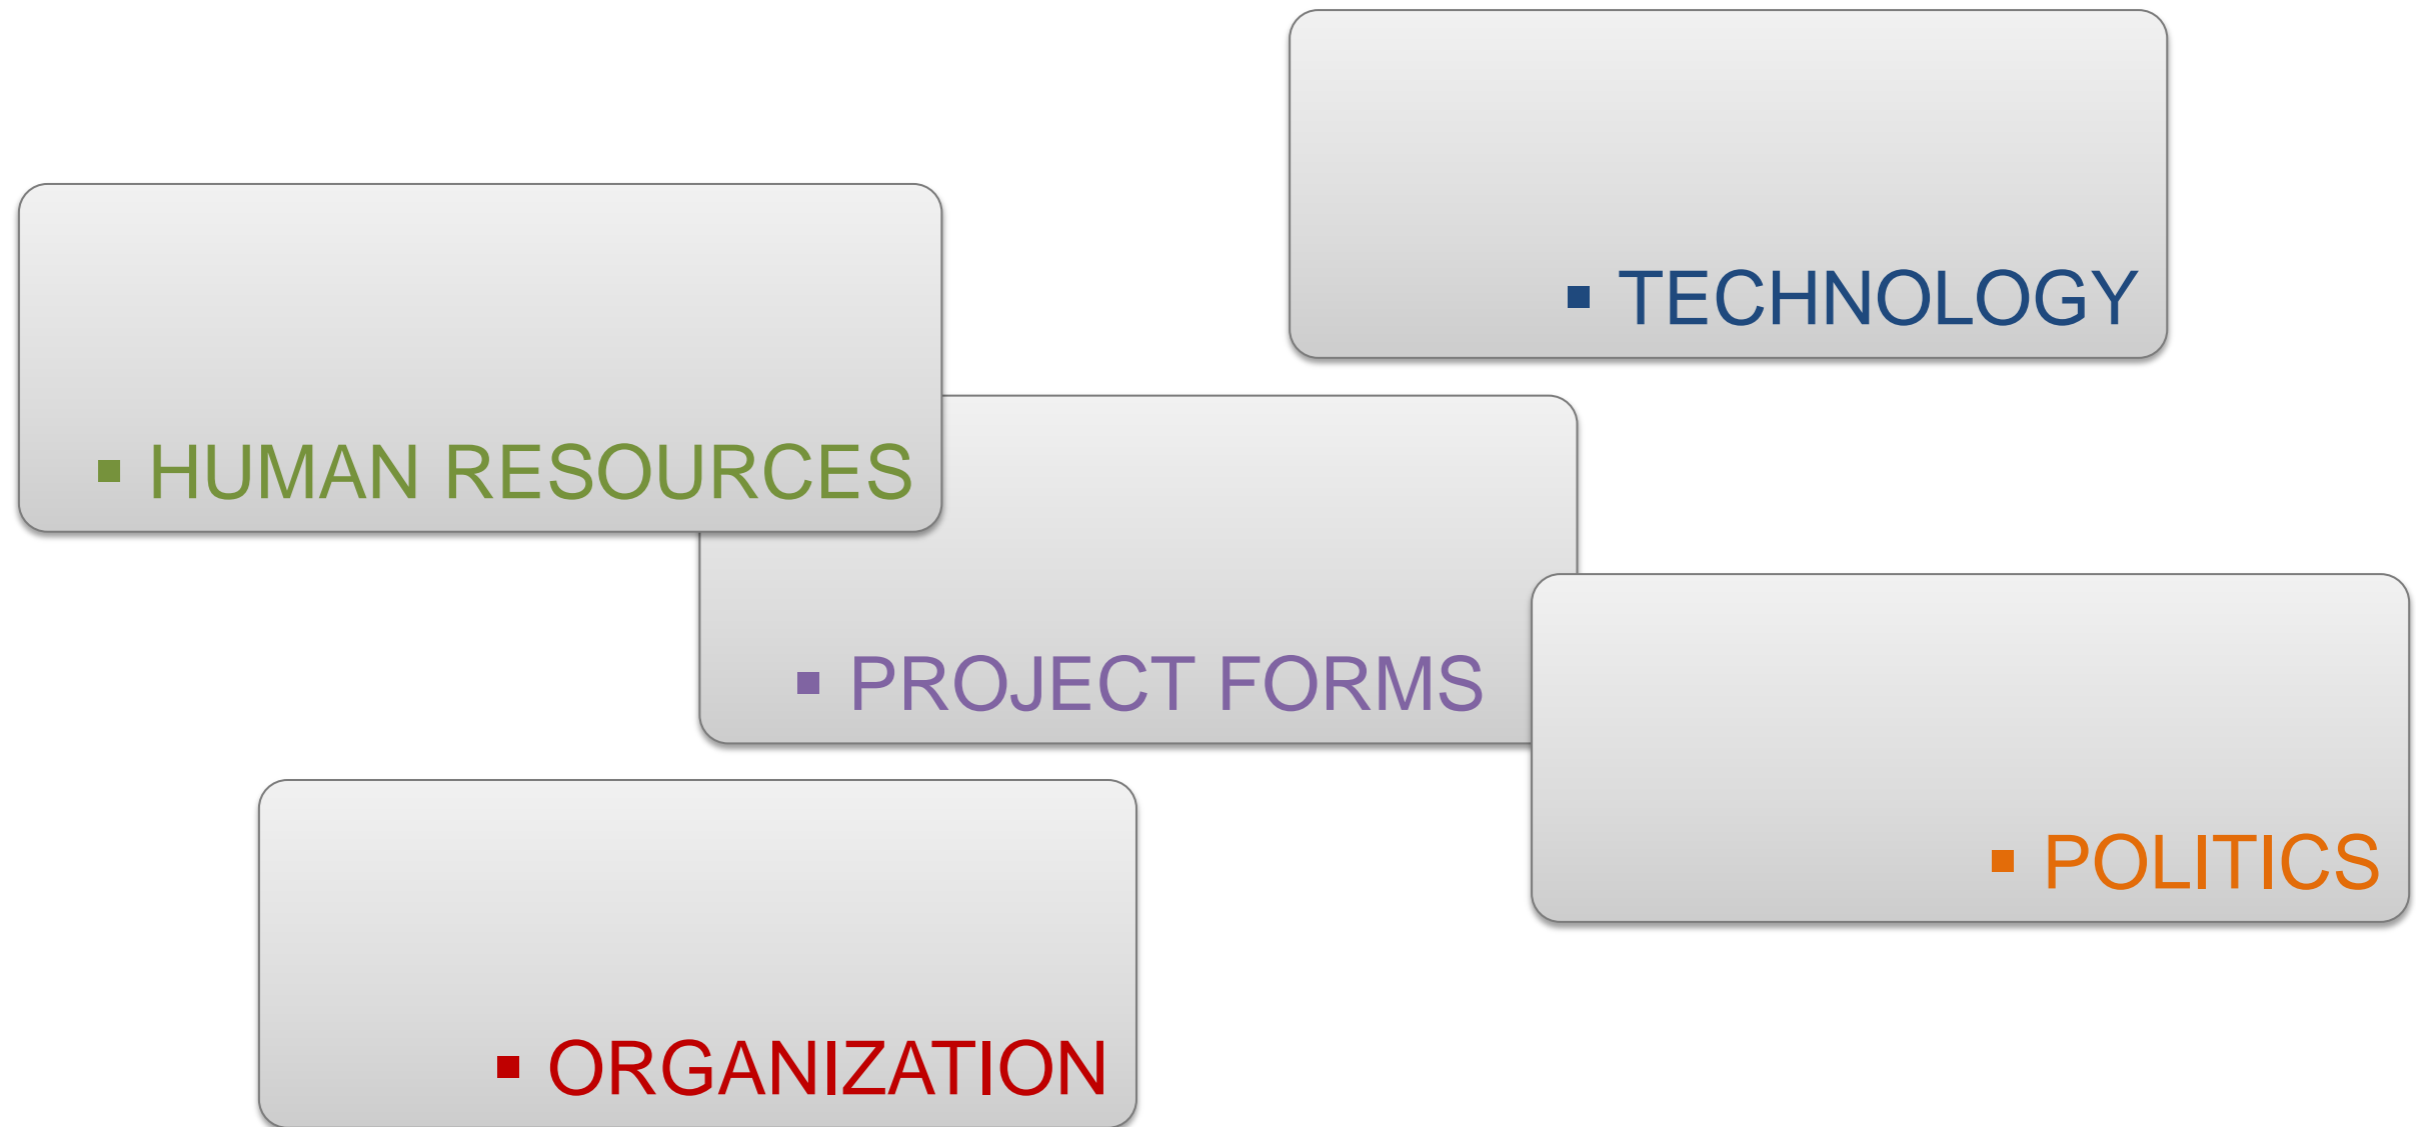 ▪ TECHNOLOGY
▪ HUMAN RESOURCES
▪ PROJECT FORMS
▪ POLITICS
▪ ORGANIZATION